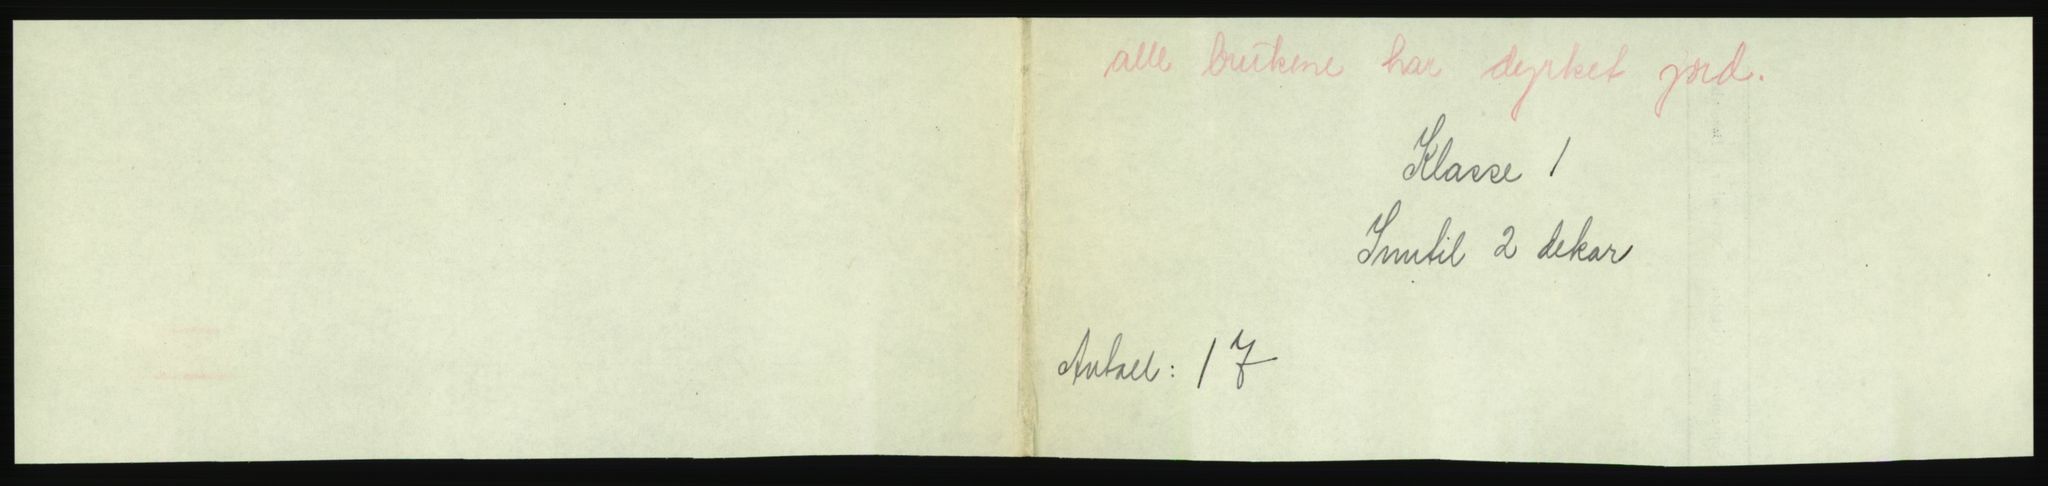 alle brukene har dyrket jord.
Klasse 1
Inntil 2 dekar
Antall: 17